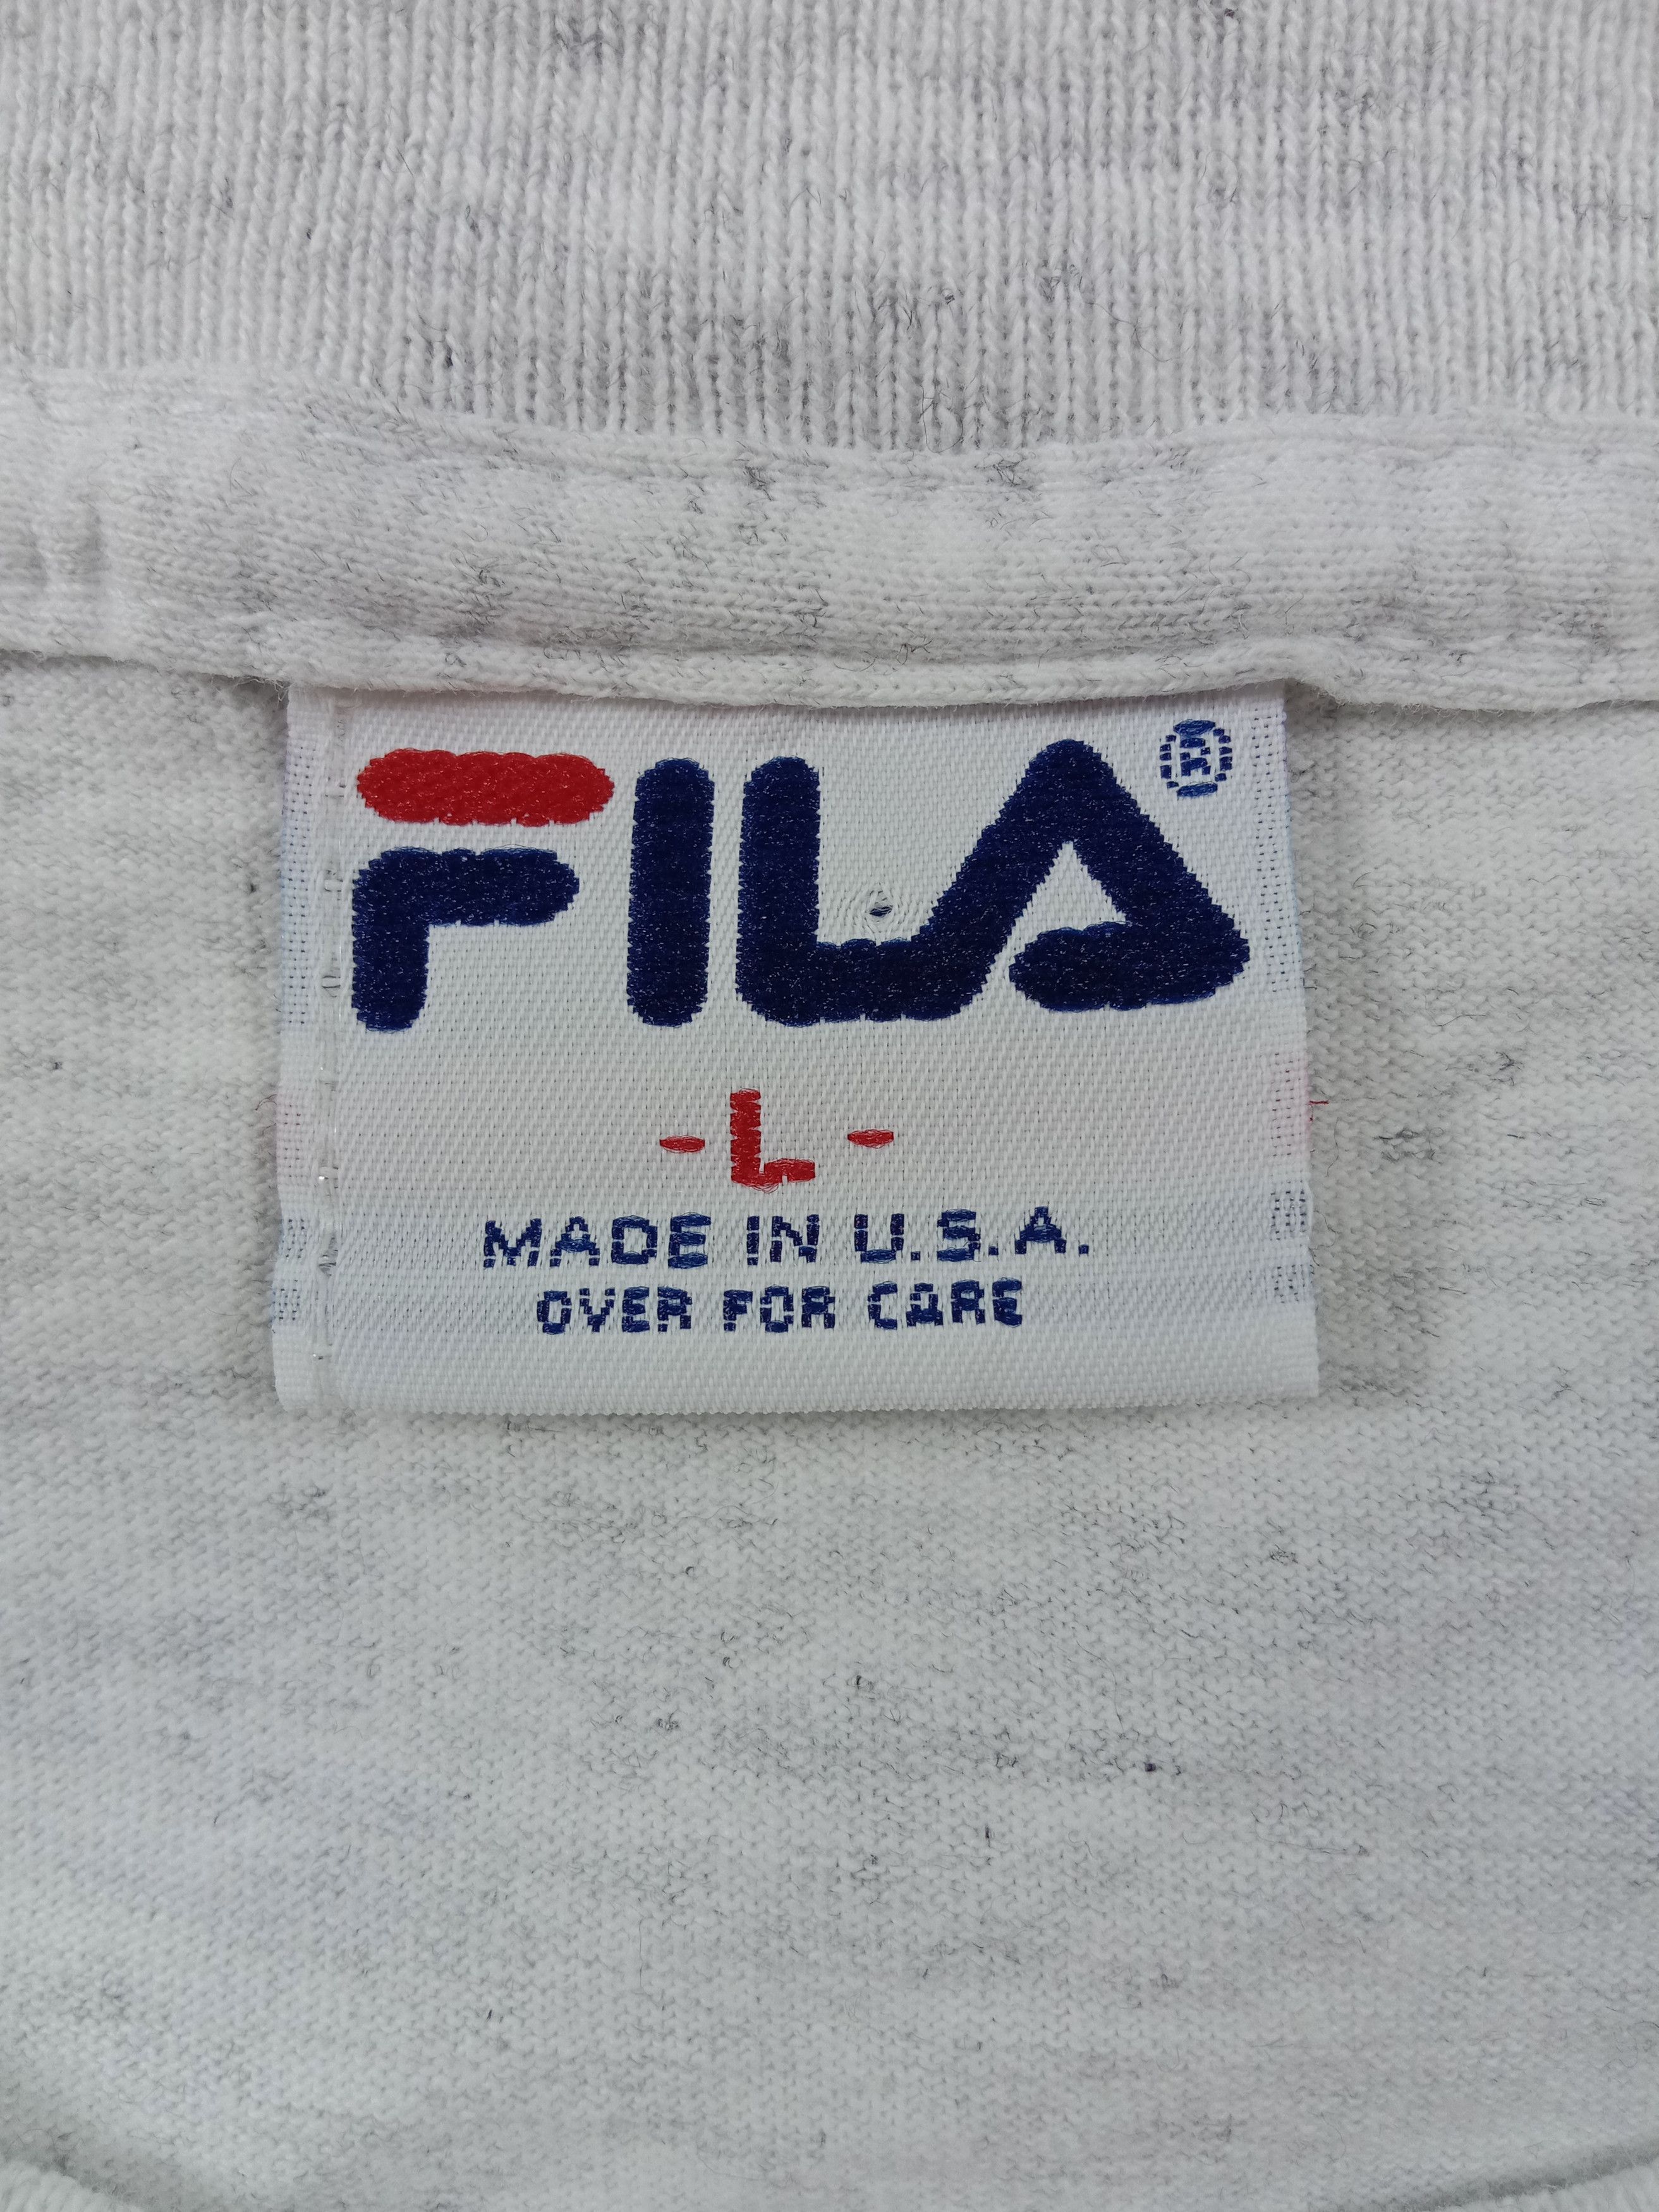 FILA®
-L-
MADE IN U.S.A.
OVER FOR CARE